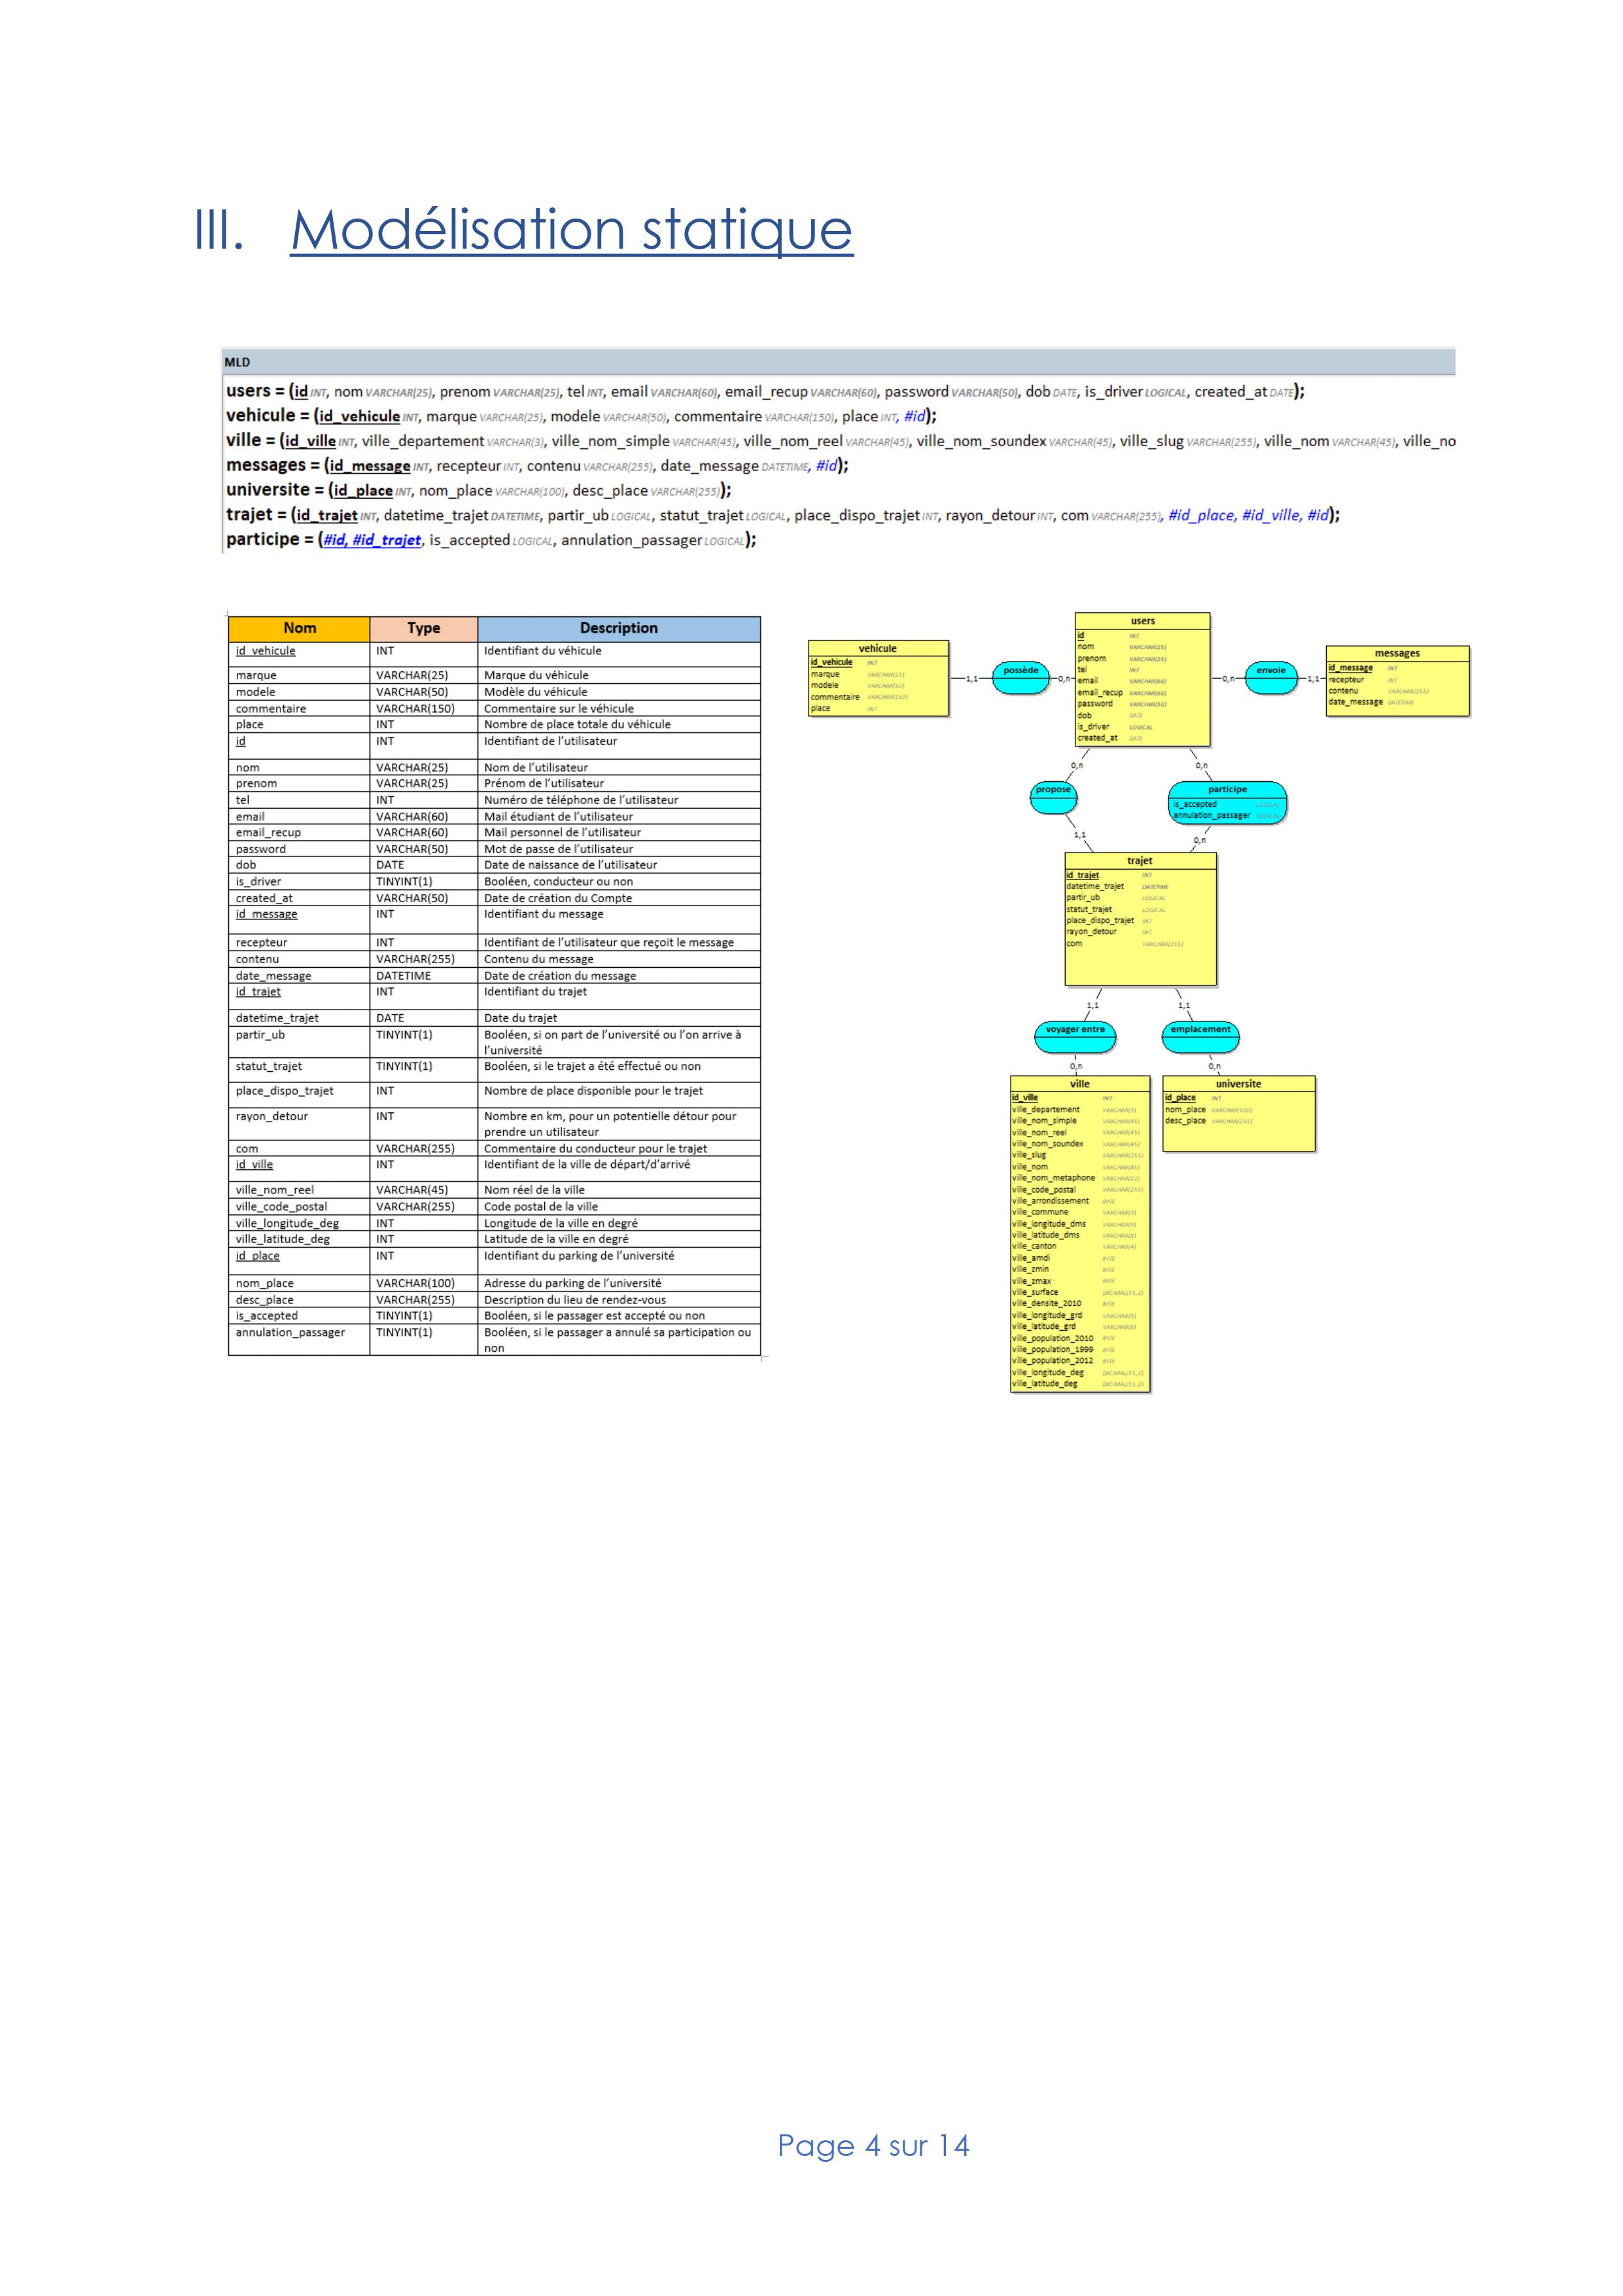 III. Modélisation statique
MLD
users = (id INT, nom VARCHAR(25), prenom VARCHAR(25), tel INT, email VARCHAR(60), email_recup VARCHAR(60), password VARCHAR(50), dob DATE, is_driver LOGICAL, created_at DATE);
vehicule = (id_vehicule INT, marque VARCHAR(25), modele VARCHAR(50), commentaire VARCHAR(150), place INT, #id);
ville = (id_ville INT, ville_departement VARCHAR(3), ville_nom_simple VARCHAR(45), ville_nom_reel VARCHAR(45), ville_nom_soundex VARCHAR(45), ville_slug VARCHAR(255), ville_nom VARCHAR(45), ville_no
messages = (id_message INT, recepteur INT, contenu VARCHAR(255), date_message DATETIME, #id);
universite = (id_place INT, nom_place VARCHAR(100), desc_place VARCHAR(255));
trajet = (id_trajet INT, datetime_trajet DATETIME, partir_ub LOGICAL, statut_trajet LOGICAL, place_dispo_trajet INT, rayon_detour INT, com VARCHAR(255), #id_place, #id_ville, #id);
participe = (#id, #id_trajet, is_accepted LOGICAL, annulation_passager LOGICAL);
Nom Type Description
id_vehicule INT Identifiant du véhicule
marque VARCHAR(25) Marque du véhicule
modele VARCHAR(50) Modèle du véhicule
commentaire VARCHAR(150) Commentaire sur le véhicule
place INT Nombre de place totale du véhicule
id INT Identifiant de l'utilisateur
nom VARCHAR(25) Nom de l'utilisateur
prenom VARCHAR(25) Prénom de l'utilisateur
tel INT Numéro de téléphone de l'utilisateur
email VARCHAR(60) Mail étudiant de l'utilisateur
email_recup VARCHAR(60) Mail personnel de l'utilisateur
password VARCHAR(50) Mot de passe de l'utilisateur
dob DATE Date de naissance de l'utilisateur
is_driver TINYINT(1) Booléen, conducteur ou non
created_at VARCHAR(50) Date de création du Compte
id_message INT Identifiant du message
recepteur INT Identifiant de l'utilisateur que reçoit le message
contenu VARCHAR(255) Contenu du message
date_message DATETIME Date de création du message
id_trajet INT Identifiant du trajet
datetime_trajet DATE Date du trajet
partir_ub TINYINT(1) Booléen, si on part de l'université ou l'on arrive à
l'université
statut_trajet TINYINT(1) Booléen, si le trajet a été effectué ou non
place_dispo_trajet INT Nombre de place disponible pour le trajet
rayon_detour INT Nombre en km, pour un potentielle détour pour
prendre un utilisateur
com VARCHAR(255) Commentaire du conducteur pour le trajet
id_ville INT Identifiant de la ville de départ/d'arrivé
ville_nom_reel VARCHAR(45) Nom réel de la ville
ville_code_postal VARCHAR(255) Code postal de la ville
ville_longitude_deg INT Longitude de la ville en degré
ville_latitude_deg INT Latitude de la ville en degré
id_place INT Identifiant du parking de l'université
nom_place VARCHAR(100) Adresse du parking de l'université
desc_place VARCHAR(255) Description du lieu de rendez-vous
is_accepted TINYINT(1) Booléen, si le passager est accepté ou non
annulation_passager TINYINT(1) Booléen, si le passager a annulé sa participation ou
non
vehicule
id_vehicule INT
marque VARCHAR(25)
modele VARCHAR(50)
commentaire VARCHAR(150)
place INT
1,1
possède
0,n
users
id INT
nom VARCHAR(25)
prenom VARCHAR(25)
tel INT
email VARCHAR(60)
email_recup VARCHAR(60)
password VARCHAR(50)
dob DATE
is_driver LOGICAL
created_at DATE
0,n
envoie
1,1
messages
id_message INT
recepteur INT
contenu VARCHAR(255)
date_message DATETIME
0,n 0,n
propose
participe
is_accepted LOGICAL
annulation_passager LOGICAL
1,1 0,n
trajet
id_trajet INT
datetime_trajet DATETIME
partir_ub LOGICAL
statut_trajet LOGICAL
place_dispo_trajet INT
rayon_detour INT
com VARCHAR(255)
1,1 1,1
voyager entre emplacement
0,n 0,n
ville
id_ville INT
ville_departement VARCHAR(3)
ville_nom_simple VARCHAR(45)
ville_nom_reel VARCHAR(45)
ville_nom_soundex VARCHAR(45)
ville_slug VARCHAR(255)
ville_nom VARCHAR(45)
ville_nom_metaphone VARCHAR(22)
ville_code_postal VARCHAR(255)
ville_arrondissement BYTE
ville_commune VARCHAR(3)
ville_longitude_dms VARCHAR(9)
ville_latitude_dms VARCHAR(8)
ville_canton VARCHAR(4)
ville_amdi BYTE
ville_zmin BYTE
ville_zmax BYTE
ville_surface DECIMAL(15,2)
ville_densite_2010 BYTE
ville_longitude_grd VARCHAR(9)
ville_latitude_grd VARCHAR(8)
ville_population_2010 BYTE
ville_population_1999 BYTE
ville_population_2012 BYTE
ville_longitude_deg DECIMAL(15,2)
ville_latitude_deg DECIMAL(15,2)
universite
id_place INT
nom_place VARCHAR(100)
desc_place VARCHAR(255)
Page 4 sur 14